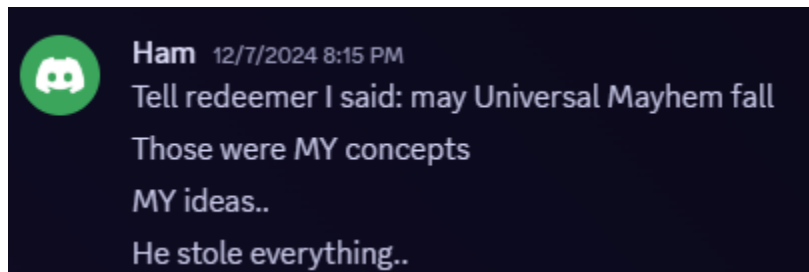 Ham 12/7/2024 8:15 PM
Tell redeemer I said: may Universal Mayhem fall
Those were MY concepts
MY ideas..
He stole everything..